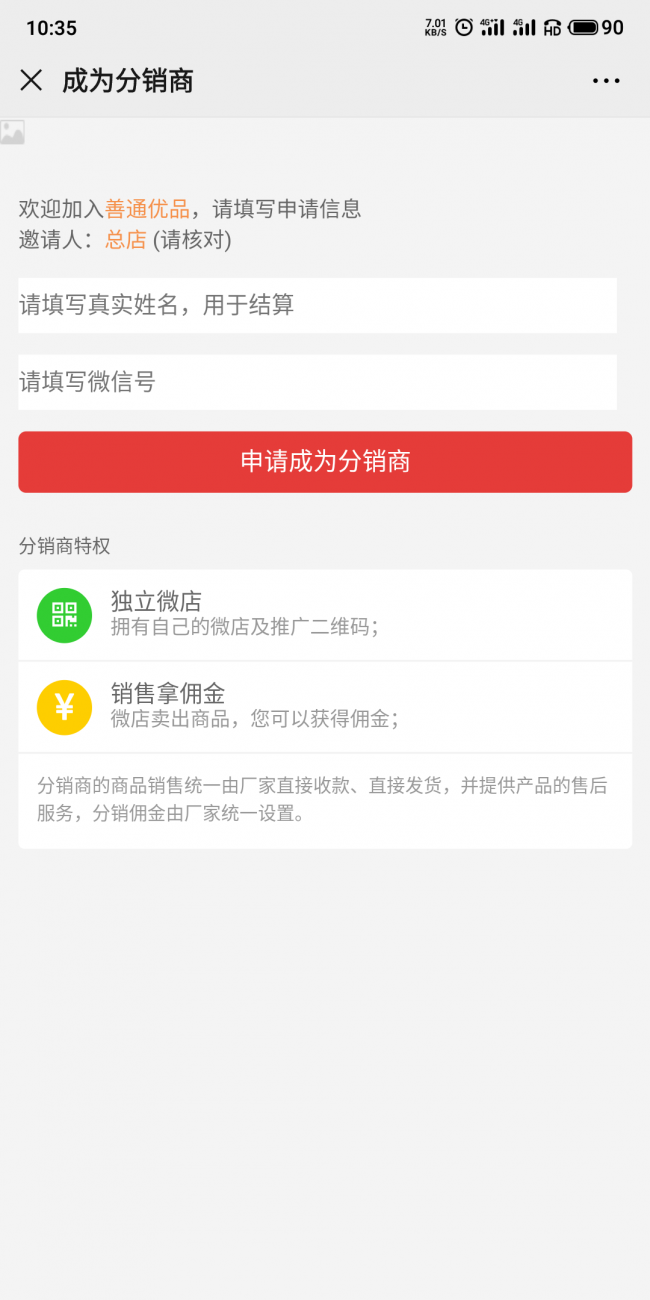 10:35
7.01
KB/S
4G+
4G
HD
90
成为分销商
欢迎加入善通优品，请填写申请信息
邀请人：总店 (请核对)
请填写真实姓名，用于结算
请填写微信号
申请成为分销商
分销商特权
独立微店
拥有自己的微店及推广二维码；
¥
销售拿佣金
微店卖出商品，您可以获得佣金；
分销商的商品销售统一由厂家直接收款、直接发货，并提供产品的售后
服务，分销佣金由厂家统一设置。